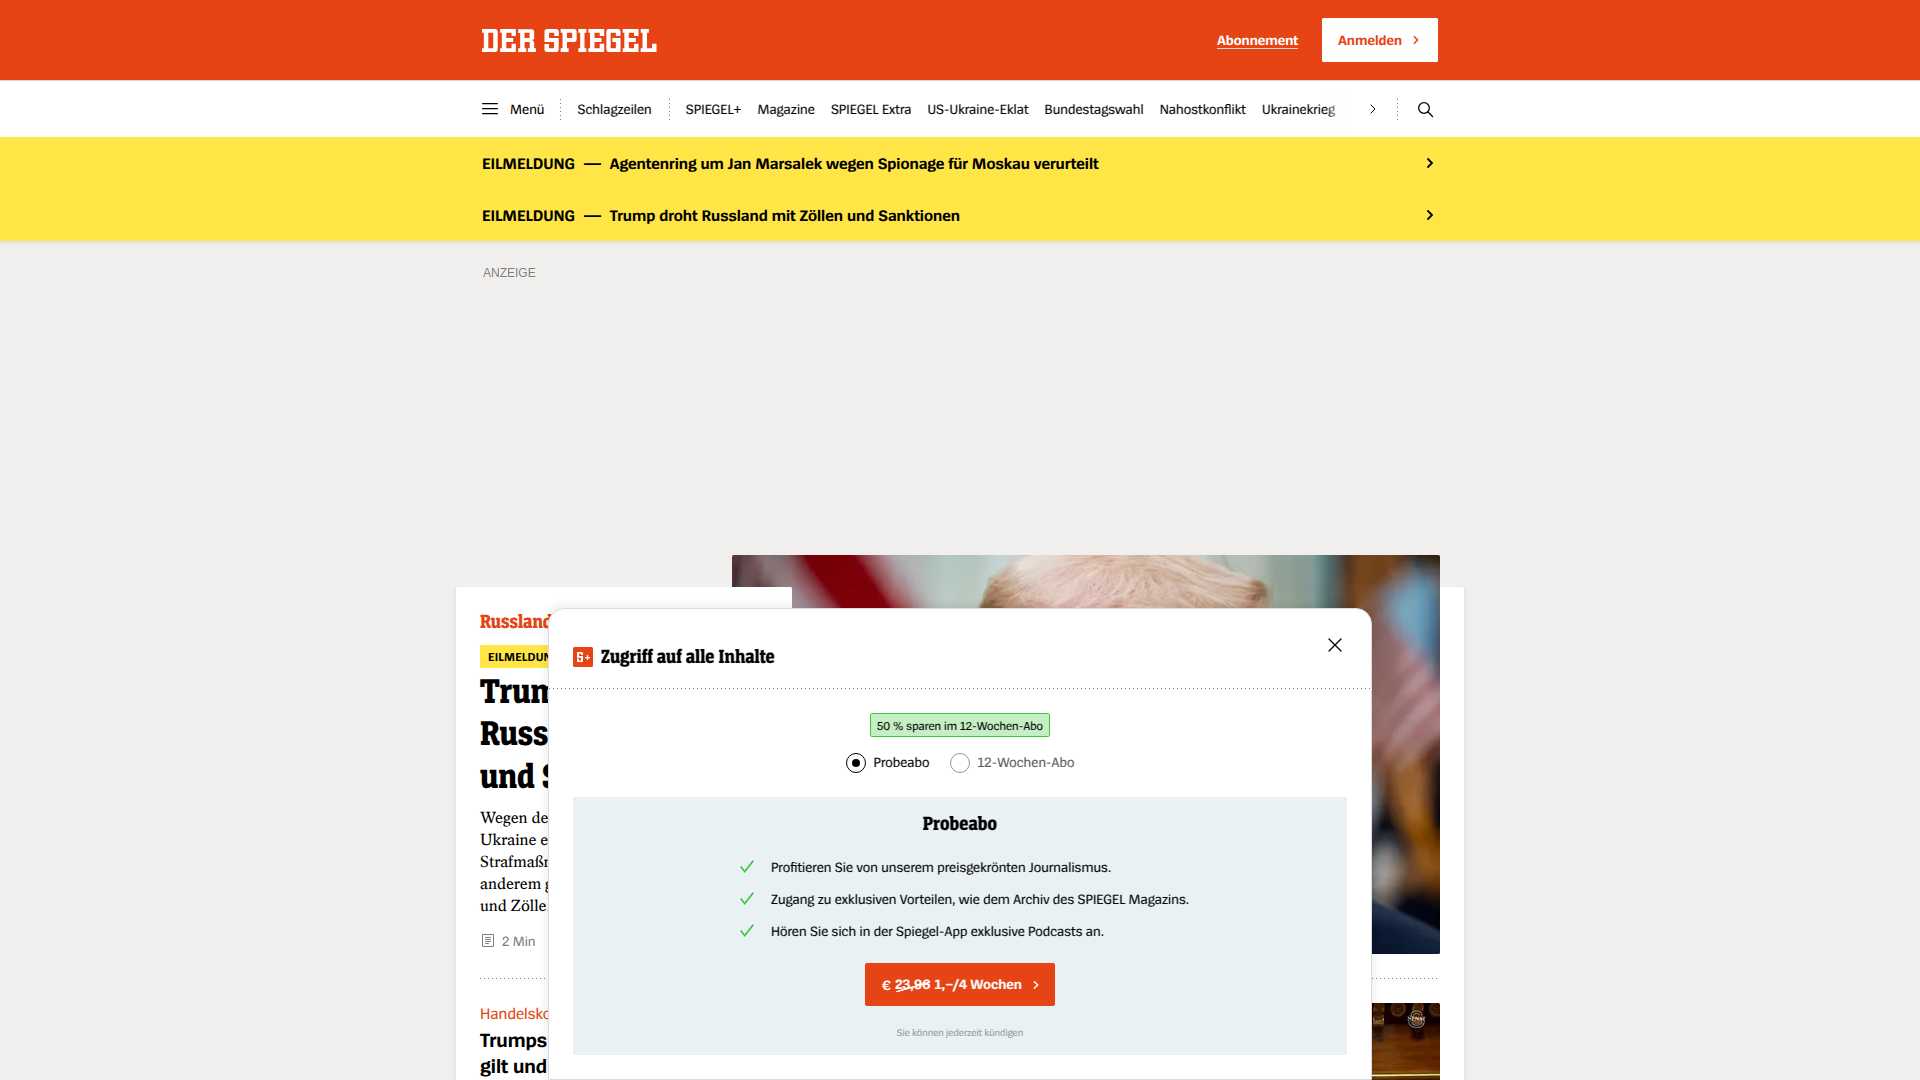 DER SPIEGEL
Abonnement
Anmelden
Menü
Schlagzeilen
SPIEGEL+
Magazine
SPIEGEL Extra
US-Ukraine-Eklat
Bundestagswahl
Nahostkonflikt
Ukrainekrieg
EILMELDUNG — Agentenring um Jan Marsalek wegen Spionage für Moskau verurteilt
EILMELDUNG — Trump droht Russland mit Zöllen und Sanktionen
ANZEIGE
Russland
EILMELDUN
Trum
Russ
und S
Wegen de
Ukraine e
Strafmaßn
anderem g
und Zölle
2 Min
Handelsko
Trumps
gilt und
S+ Zugriff auf alle Inhalte
50 % sparen im 12-Wochen-Abo
Probeabo
12-Wochen-Abo
Probeabo
Profitieren Sie von unserem preisgekrönten Journalismus.
Zugang zu exklusiven Vorteilen, wie dem Archiv des SPIEGEL Magazins.
Hören Sie sich in der Spiegel-App exklusive Podcasts an.
€ 23,96 1,–/4 Wochen
Sie können jederzeit kündigen